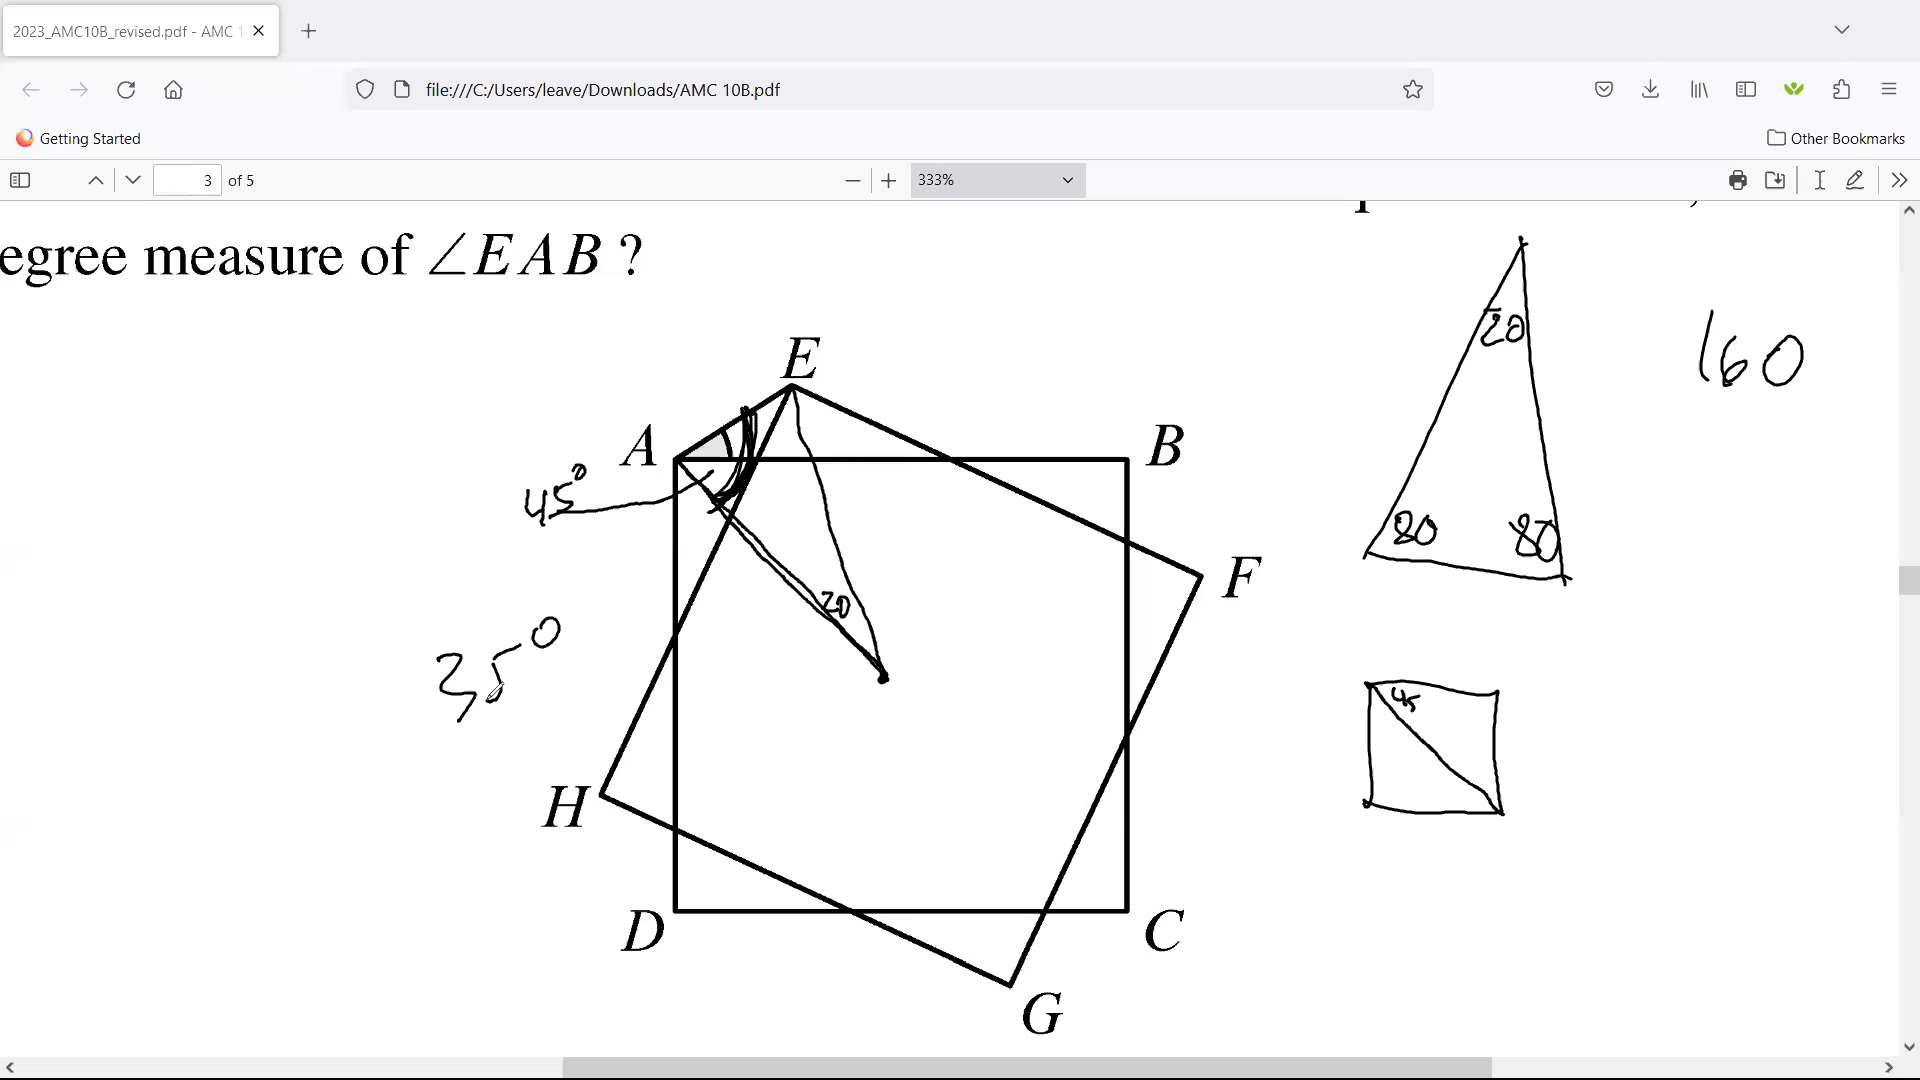 2023_AMC10B_revised.pdf - AMC 1
file:///C:/Users/leave/Downloads/AMC 10B.pdf
Getting Started
Other Bookmarks
3 of 5
333%
egree measure of ∠EAB ?
20
160
E
A
B
45°
80
80
F
20
35°
45
H
D
C
G